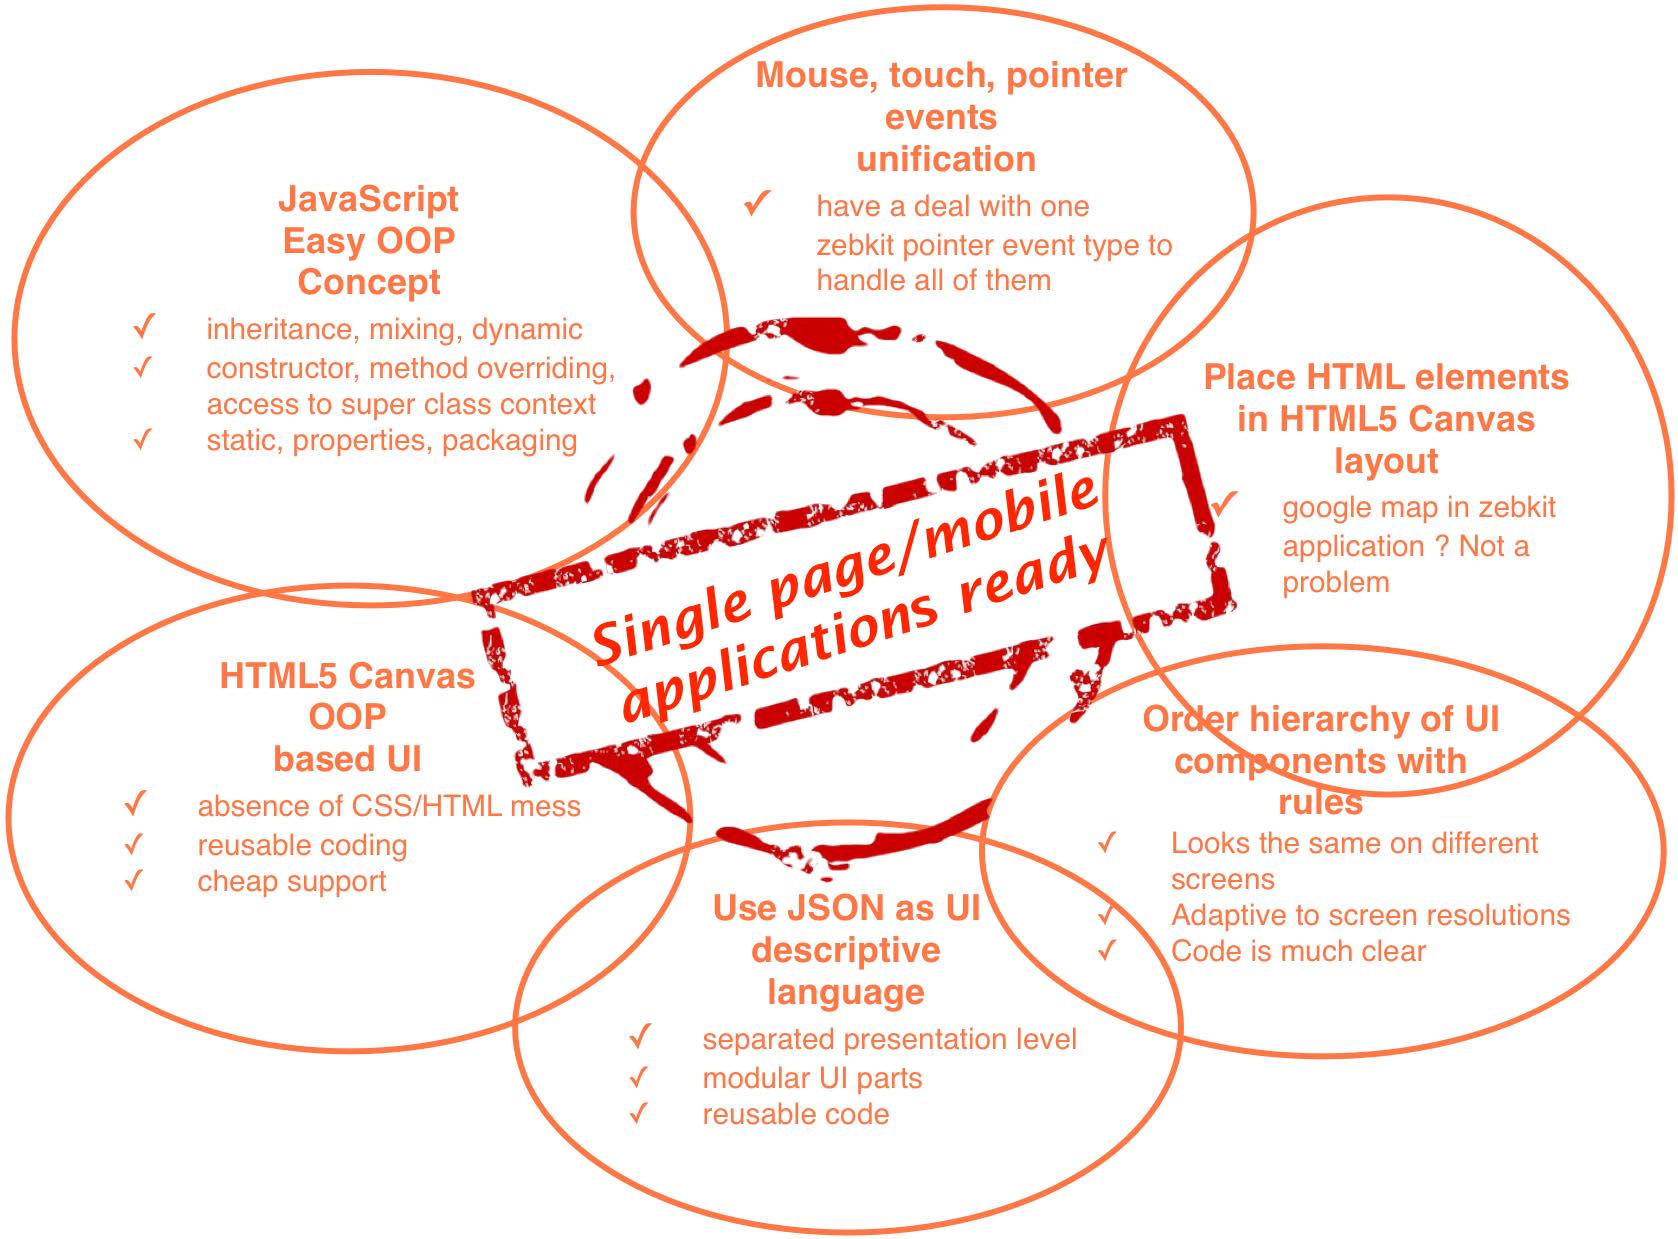 Mouse, touch, pointer
events
unification
✓ have a deal with one
zebkit pointer event type to
handle all of them
JavaScript
Easy OOP
Concept
✓ inheritance, mixing, dynamic
✓ constructor, method overriding,
access to super class context
✓ static, properties, packaging
Place HTML elements
in HTML5 Canvas
layout
✓ google map in zebkit
application ? Not a
problem
Single page/mobile
applications ready
HTML5 Canvas
OOP
based UI
✓ absence of CSS/HTML mess
✓ reusable coding
✓ cheap support
Order hierarchy of UI
components with
rules
✓ Looks the same on different
screens
✓ Adaptive to screen resolutions
✓ Code is much clear
Use JSON as UI
descriptive
language
✓ separated presentation level
✓ modular UI parts
✓ reusable code